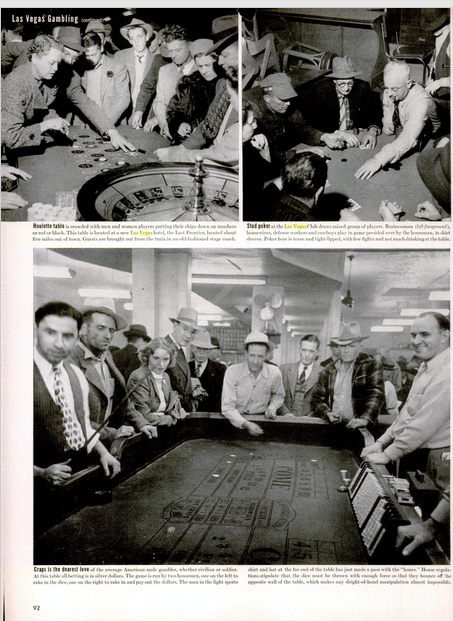 Las Vegas Gambling (continued)
Roulette table is crowded with men and women players putting their chips down on numbers
or red or black. This table is located at a new Las Vegas hotel, the Last Frontier, located about
five miles out of town. Guests are brought out from the train in an old-fashioned stage coach.
Stud poker at the Las Vegas Club draws mixed group of players. Businessmen (left foreground),
housewives, defense workers and cowboys play in game presided over by the houseman, in shirt
sleeves. Poker here is tense and tight-lipped, with few fights and not much drinking at the table.
COME
Craps is the dearest love of the average American male gambler, whether civilian or soldier.
At this table all betting is in silver dollars. The game is run by two housemen, one on the left to
rake in the dice, one on the right to rake in and pay out the dollars. The man in the light sports
shirt and hat at the far end of the table has just made a pass with the "bones." House regula-
tions stipulate that the dice must be thrown with enough force so that they bounce off the
opposite wall of the table, which makes any sleight-of-hand manipulation almost impossible.
92